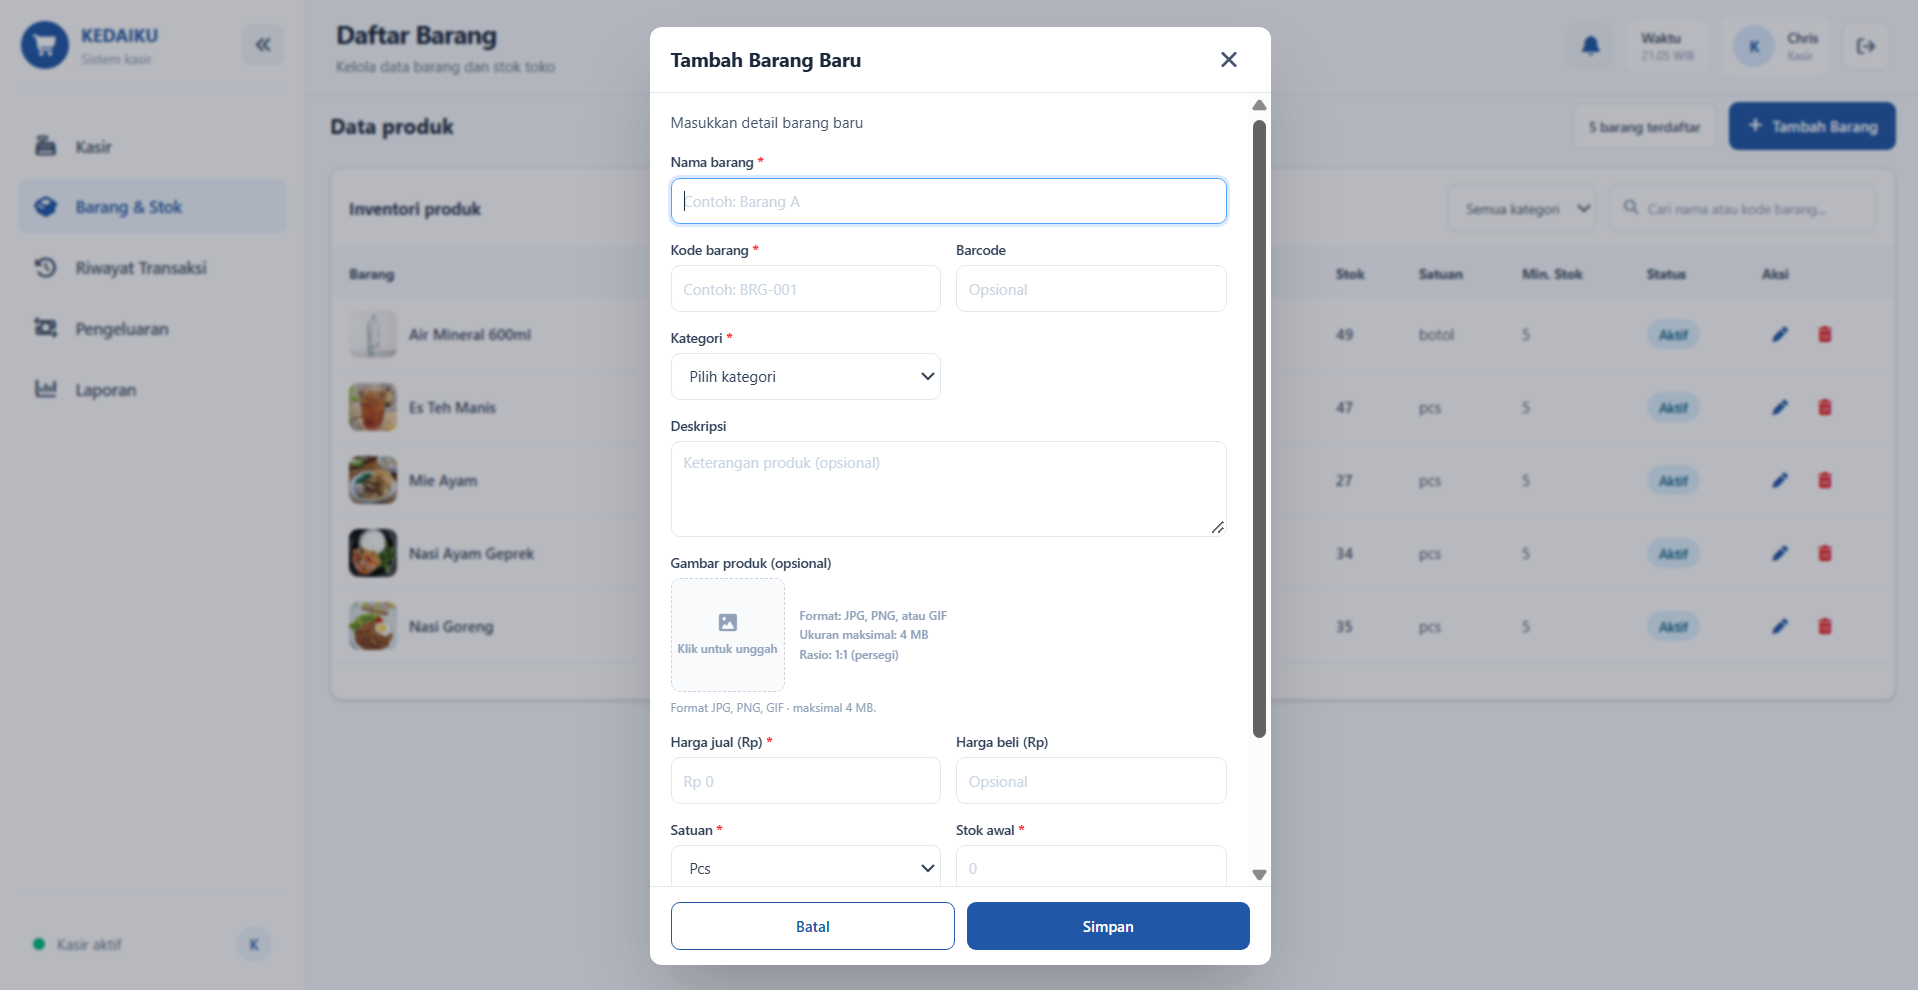 KEDAIKU
Sistem kasir
Kasir
Barang & Stok
Riwayat Transaksi
Pengeluaran
Laporan
Kasir aktif
K
Daftar Barang
Kelola data barang dan stok toko
Waktu
21.05 WIB
K
Chris
Kasir
Data produk
5 barang terdaftar
+ Tambah Barang
Inventori produk
Semua kategori
Cari nama atau kode barang...
Barang Stok Satuan Min. Stok Status Aksi
Air Mineral 600ml 49 botol 5 Aktif
Es Teh Manis 47 pcs 5 Aktif
Mie Ayam 27 pcs 5 Aktif
Nasi Ayam Geprek 34 pcs 5 Aktif
Nasi Goreng 35 pcs 5 Aktif
Tambah Barang Baru
Masukkan detail barang baru
Nama barang *
Contoh: Barang A
Kode barang * Barcode
Contoh: BRG-001 Opsional
Kategori *
Pilih kategori
Deskripsi
Keterangan produk (opsional)
Gambar produk (opsional)
Klik untuk unggah
Format: JPG, PNG, atau GIF
Ukuran maksimal: 4 MB
Rasio: 1:1 (persegi)
Format JPG, PNG, GIF · maksimal 4 MB.
Harga jual (Rp) * Harga beli (Rp)
Rp 0 Opsional
Satuan * Stok awal *
Pcs 0
Batal Simpan